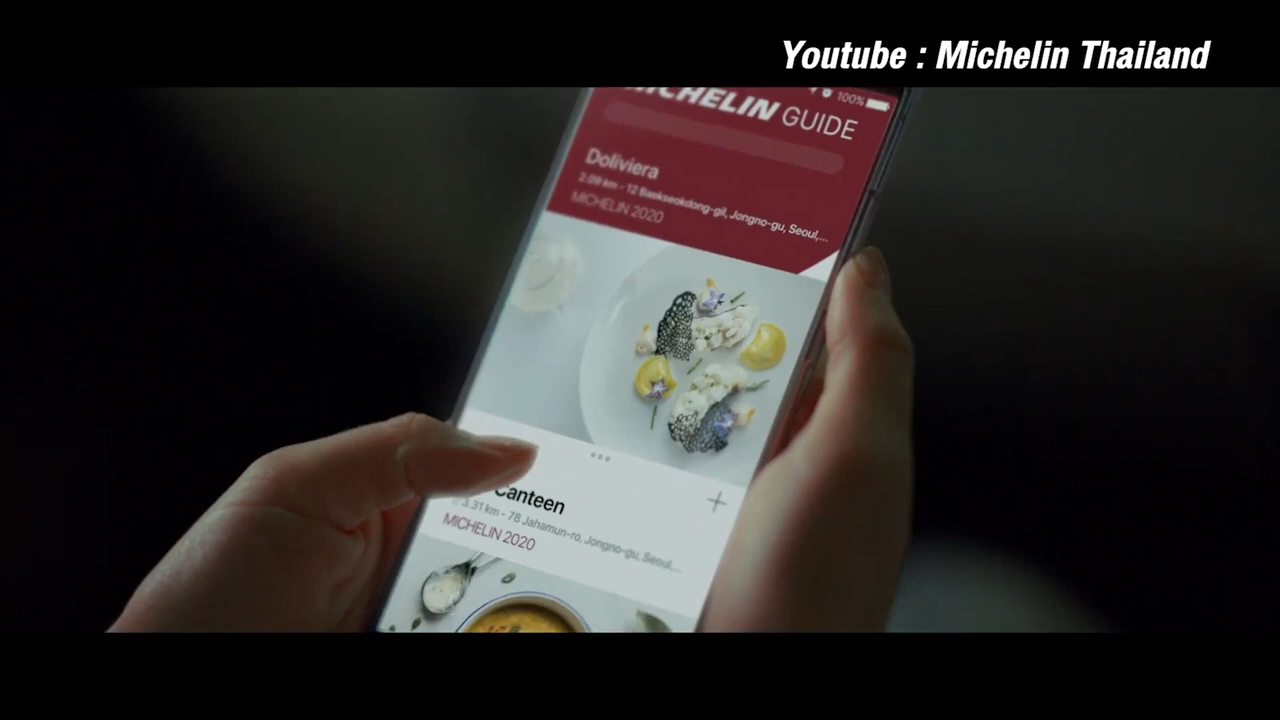 Youtube : Michelin Thailand
MICHELIN GUIDE
100%
Doliviera
2.09 km - 12 Baekseokdong-gil, Jongno-gu, Seoul,...
MICHELIN 2020
Canteen
3.31 km - 78 Jahamun-ro, Jongno-gu, Seoul,...
MICHELIN 2020